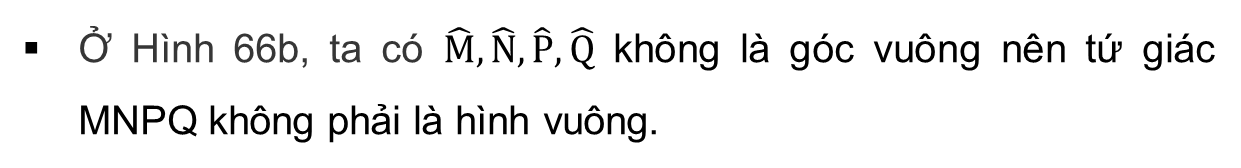 ▪ Ở Hình 66b, ta có M̂, N̂, P̂, Q̂ không là góc vuông nên tứ giác
MNPQ không phải là hình vuông.